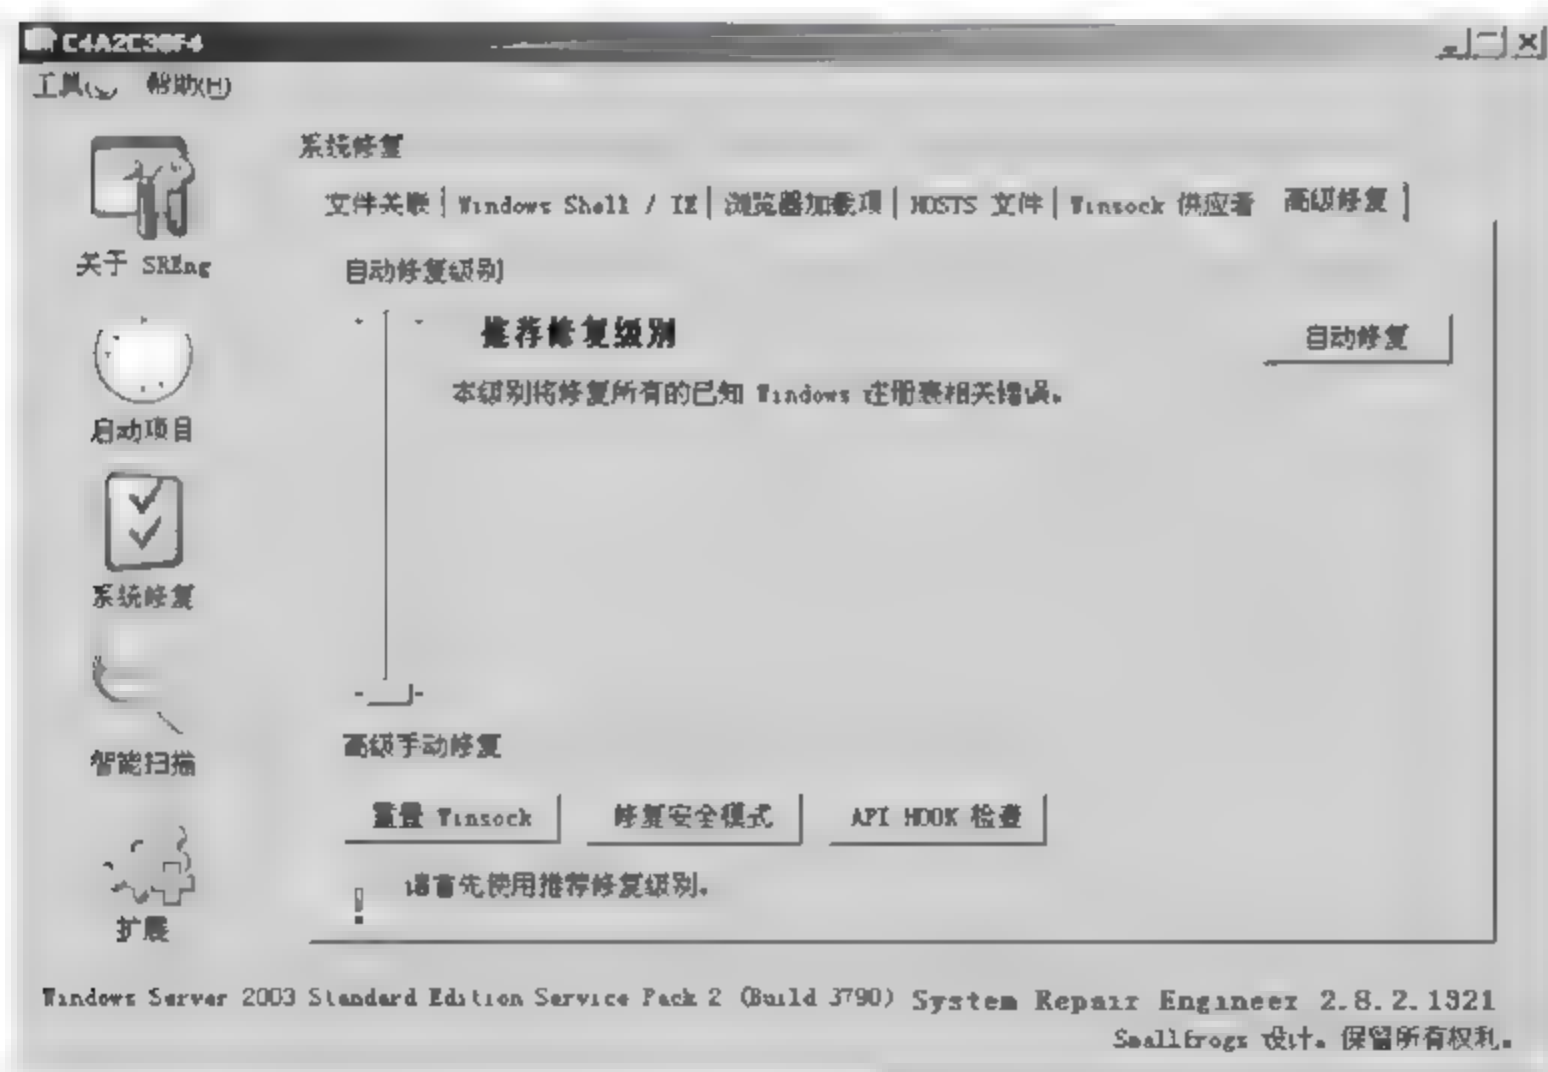 C4A2C30F4
工具 帮助(H)
系统修复
文件关联 Windows Shell / IE 浏览器加载项 HOSTS 文件 Winsock 供应者 高级修复
关于 SREng
自动修复级别
推荐修复级别
自动修复
本级别将修复所有的已知 Windows 注册表相关错误。
启动项目
系统修复
智能扫描
高级手动修复
重置 Winsock 修复安全模式 API HOOK 检查
请首先使用推荐修复级别。
扩展
Windows Server 2003 Standard Edition Service Pack 2 (Build 3790) System Repair Engineer 2.8.2.1321
Smallfrogs 设计。保留所有权利。